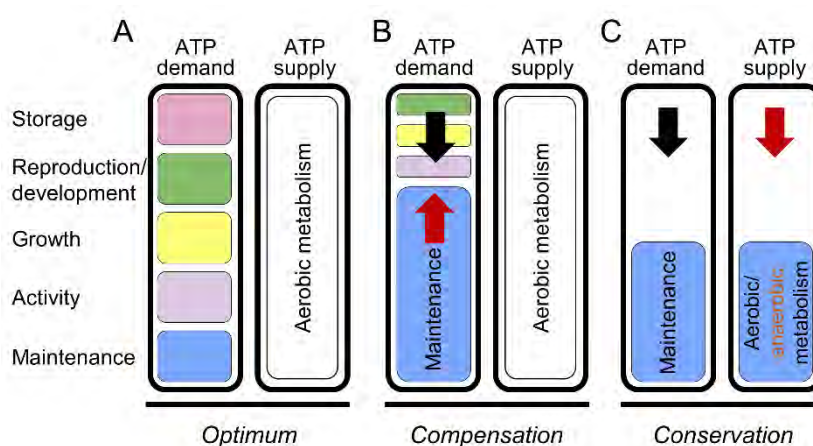 A
ATP
demand
ATP
supply
B
ATP
demand
ATP
supply
C
ATP
demand
ATP
supply
Storage
Reproduction/
development
Growth
Activity
Maintenance
Aerobic metabolism
Maintenance
Aerobic metabolism
Maintenance
Aerobic/
anaerobic
metabolism
Optimum
Compensation
Conservation